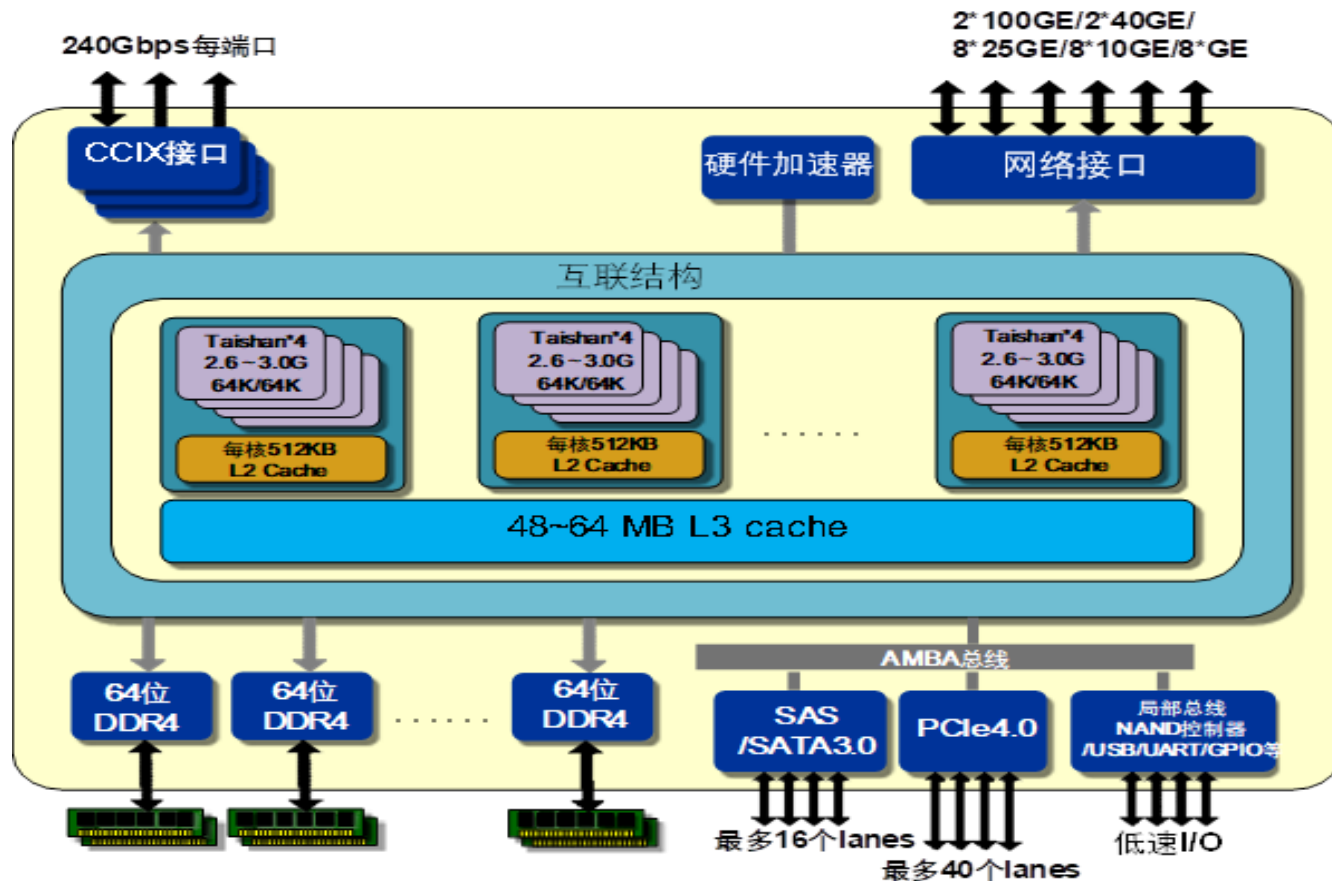 240Gbps每端口
2*100GE/2*40GE/
8*25GE/8*10GE/8*GE
CCIX接口
硬件加速器
网络接口
互联结构
Taishan*4
2.6~3.0G
64K/64K
每核512KB
L2 Cache
Taishan*4
2.6~3.0G
64K/64K
每核512KB
L2 Cache
......
Taishan*4
2.6~3.0G
64K/64K
每核512KB
L2 Cache
48~64 MB L3 cache
AMBA总线
64位
DDR4
64位
DDR4
......
64位
DDR4
SAS
/SATA3.0
PCIe4.0
局部总线
NAND控制器
/USB/UART/GPIO等
最多16个lanes
最多40个lanes
低速I/O